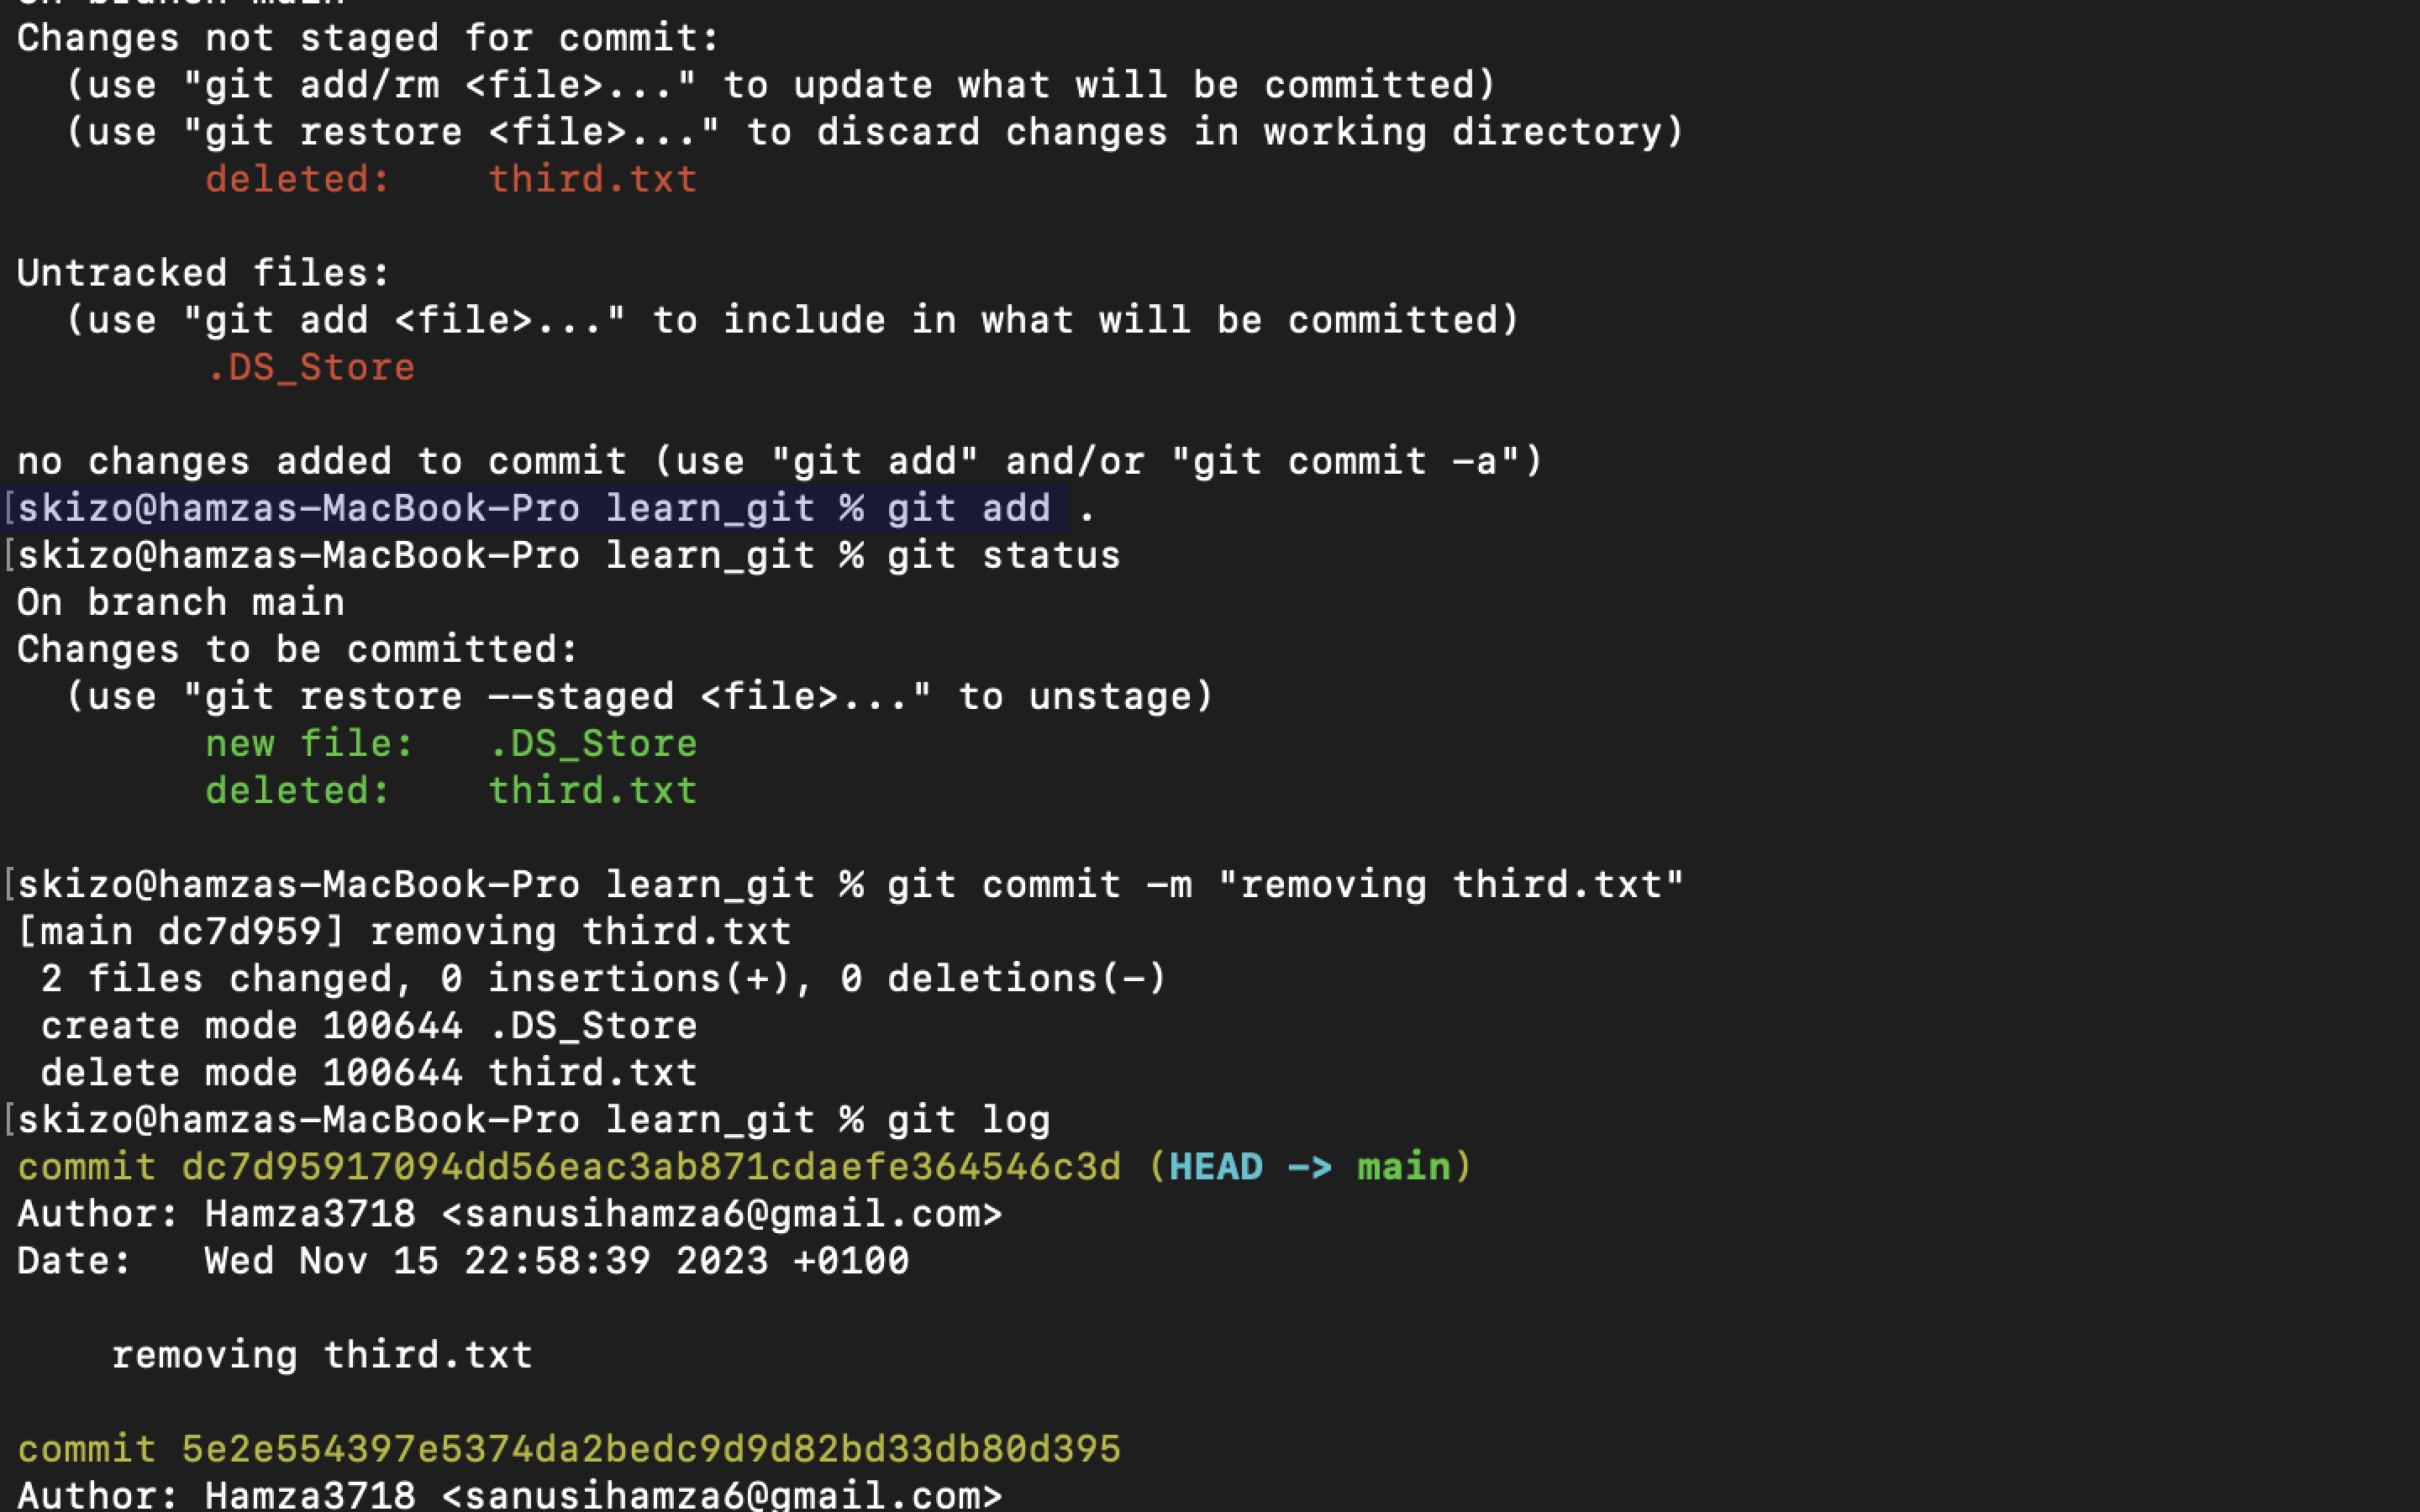 On branch main
Changes not staged for commit:
  (use "git add/rm <file>..." to update what will be committed)
  (use "git restore <file>..." to discard changes in working directory)
        deleted:    third.txt

Untracked files:
  (use "git add <file>..." to include in what will be committed)
        .DS_Store

no changes added to commit (use "git add" and/or "git commit -a")
[skizo@hamzas-MacBook-Pro learn_git % git add .
[skizo@hamzas-MacBook-Pro learn_git % git status
On branch main
Changes to be committed:
  (use "git restore --staged <file>..." to unstage)
        new file:   .DS_Store
        deleted:    third.txt

[skizo@hamzas-MacBook-Pro learn_git % git commit -m "removing third.txt"
[main dc7d959] removing third.txt
 2 files changed, 0 insertions(+), 0 deletions(-)
 create mode 100644 .DS_Store
 delete mode 100644 third.txt
[skizo@hamzas-MacBook-Pro learn_git % git log
commit dc7d95917094dd56eac3ab871cdaefe364546c3d (HEAD -> main)
Author: Hamza3718 <sanusihamza6@gmail.com>
Date:   Wed Nov 15 22:58:39 2023 +0100

    removing third.txt

commit 5e2e554397e5374da2bedc9d9d82bd33db80d395
Author: Hamza3718 <sanusihamza6@gmail.com>